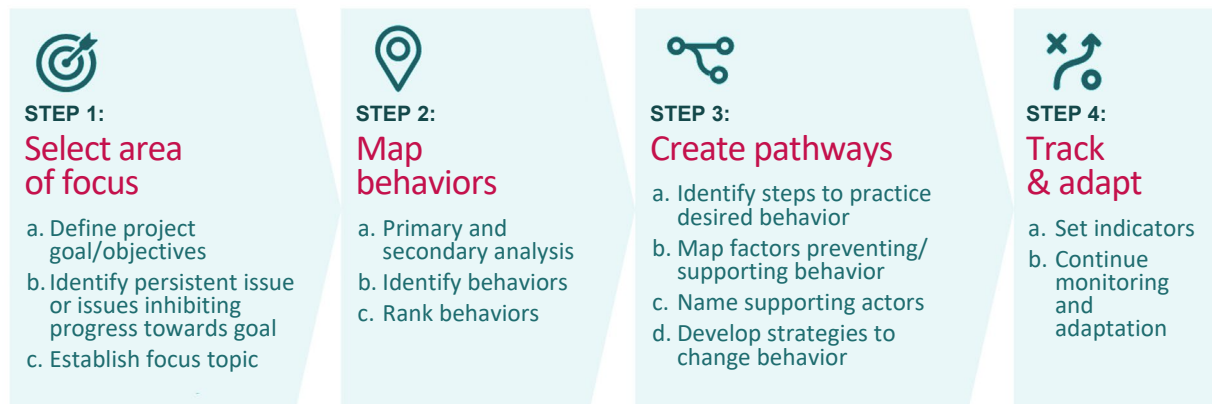 STEP 1:
Select area
of focus
a. Define project
goal/objectives
b. Identify persistent issue
or issues inhibiting
progress towards goal
c. Establish focus topic
STEP 2:
Map
behaviors
a. Primary and
secondary analysis
b. Identify behaviors
c. Rank behaviors
STEP 3:
Create pathways
a. Identify steps to practice
desired behavior
b. Map factors preventing/
supporting behavior
c. Name supporting actors
d. Develop strategies to
change behavior
STEP 4:
Track
& adapt
a. Set indicators
b. Continue
monitoring
and
adaptation